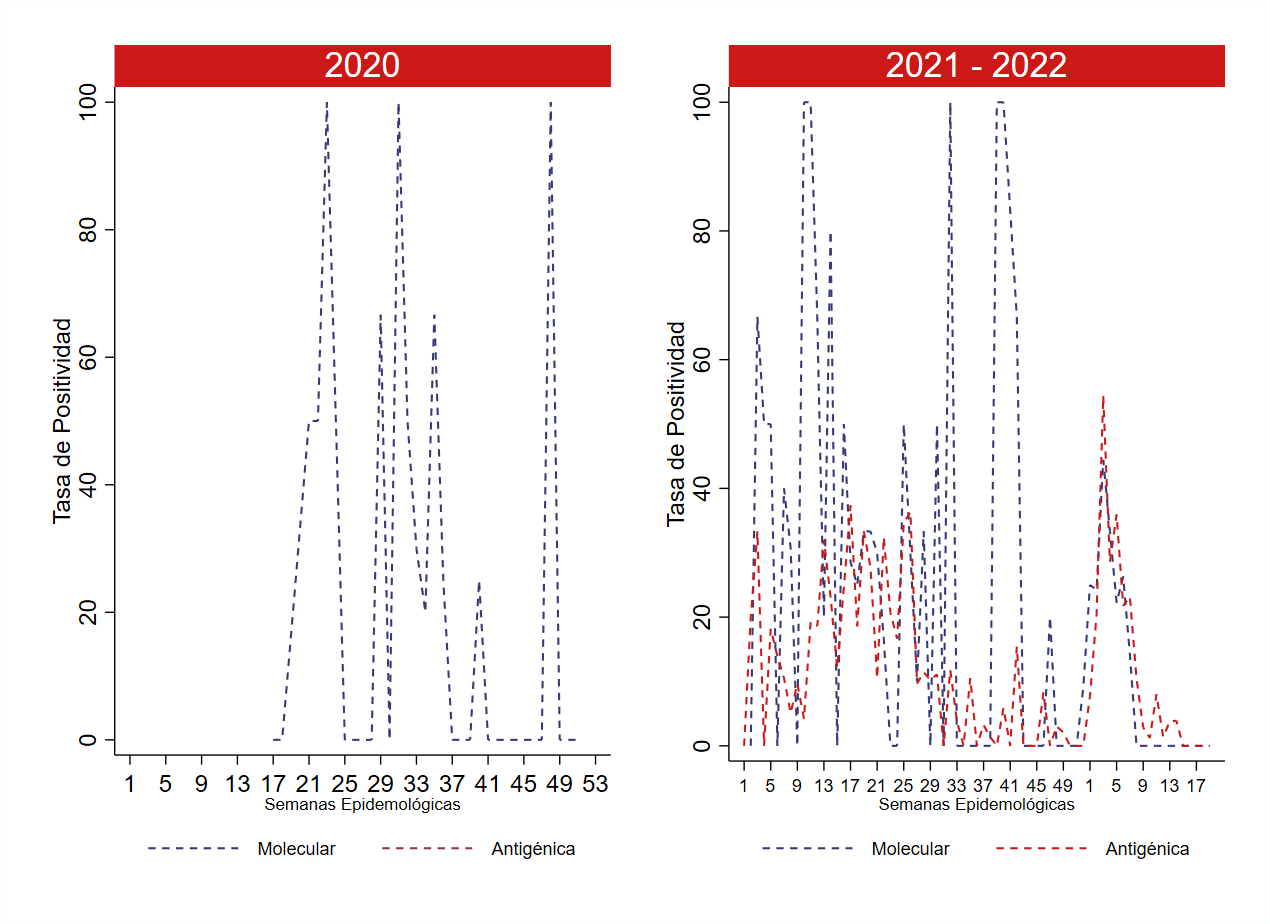 2020
100
80
60
40
20
0
Tasa de Positividad
1 5 9 13 17 21 25 29 33 37 41 45 49 53
Semanas Epidemológicas
Molecular Antigénica
2021 - 2022
100
80
60
40
20
0
Tasa de Positividad
1 5 9 13 17 21 25 29 33 37 41 45 49 1 5 9 13 17
Semanas Epidemológicas
Molecular Antigénica